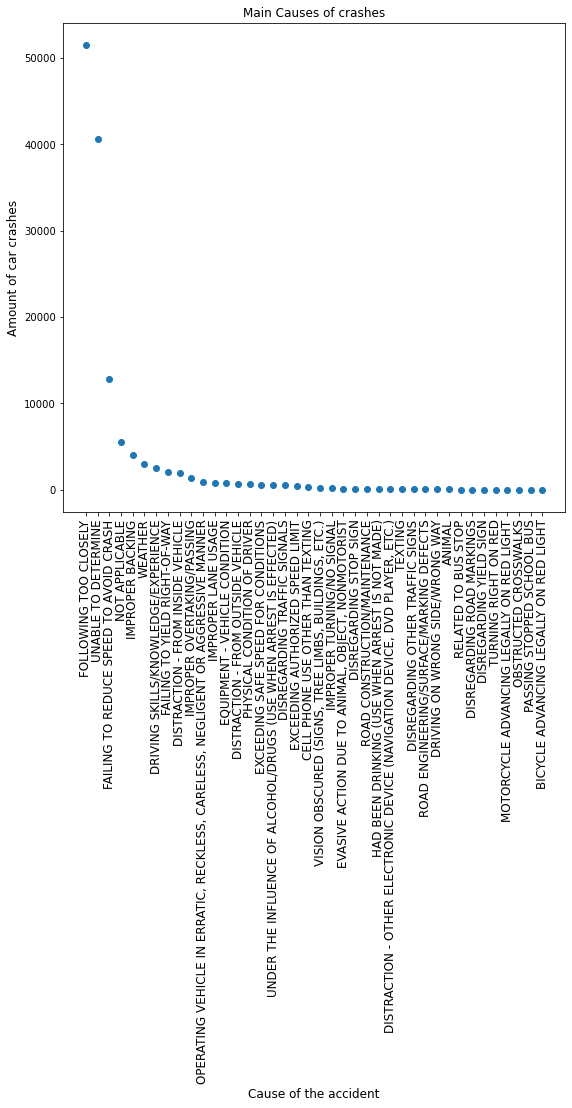 Main Causes of crashes
Amount of car crashes
50000
40000
30000
20000
10000
0
FOLLOWING TOO CLOSELY
UNABLE TO DETERMINE
FAILING TO REDUCE SPEED TO AVOID CRASH
NOT APPLICABLE
IMPROPER BACKING
WEATHER
DRIVING SKILLS/KNOWLEDGE/EXPERIENCE
FAILING TO YIELD RIGHT-OF-WAY
DISTRACTION - FROM INSIDE VEHICLE
IMPROPER OVERTAKING/PASSING
OPERATING VEHICLE IN ERRATIC, RECKLESS, CARELESS, NEGLIGENT OR AGGRESSIVE MANNER
IMPROPER LANE USAGE
EQUIPMENT - VEHICLE CONDITION
DISTRACTION - FROM OUTSIDE VEHICLE
PHYSICAL CONDITION OF DRIVER
EXCEEDING SAFE SPEED FOR CONDITIONS
UNDER THE INFLUENCE OF ALCOHOL/DRUGS (USE WHEN ARREST IS EFFECTED)
DISREGARDING TRAFFIC SIGNALS
EXCEEDING AUTHORIZED SPEED LIMIT
CELL PHONE USE OTHER THAN TEXTING
VISION OBSCURED (SIGNS, TREE LIMBS, BUILDINGS, ETC.)
IMPROPER TURNING/NO SIGNAL
EVASIVE ACTION DUE TO ANIMAL, OBJECT, NONMOTORIST
DISREGARDING STOP SIGN
ROAD CONSTRUCTION/MAINTENANCE
HAD BEEN DRINKING (USE WHEN ARREST IS NOT MADE)
DISTRACTION - OTHER ELECTRONIC DEVICE (NAVIGATION DEVICE, DVD PLAYER, ETC.)
TEXTING
DISREGARDING OTHER TRAFFIC SIGNS
ROAD ENGINEERING/SURFACE/MARKING DEFECTS
DRIVING ON WRONG SIDE/WRONG WAY
ANIMAL
RELATED TO BUS STOP
DISREGARDING ROAD MARKINGS
DISREGARDING YIELD SIGN
TURNING RIGHT ON RED
MOTORCYCLE ADVANCING LEGALLY ON RED LIGHT
OBSTRUCTED CROSSWALKS
PASSING STOPPED SCHOOL BUS
BICYCLE ADVANCING LEGALLY ON RED LIGHT
Cause of the accident